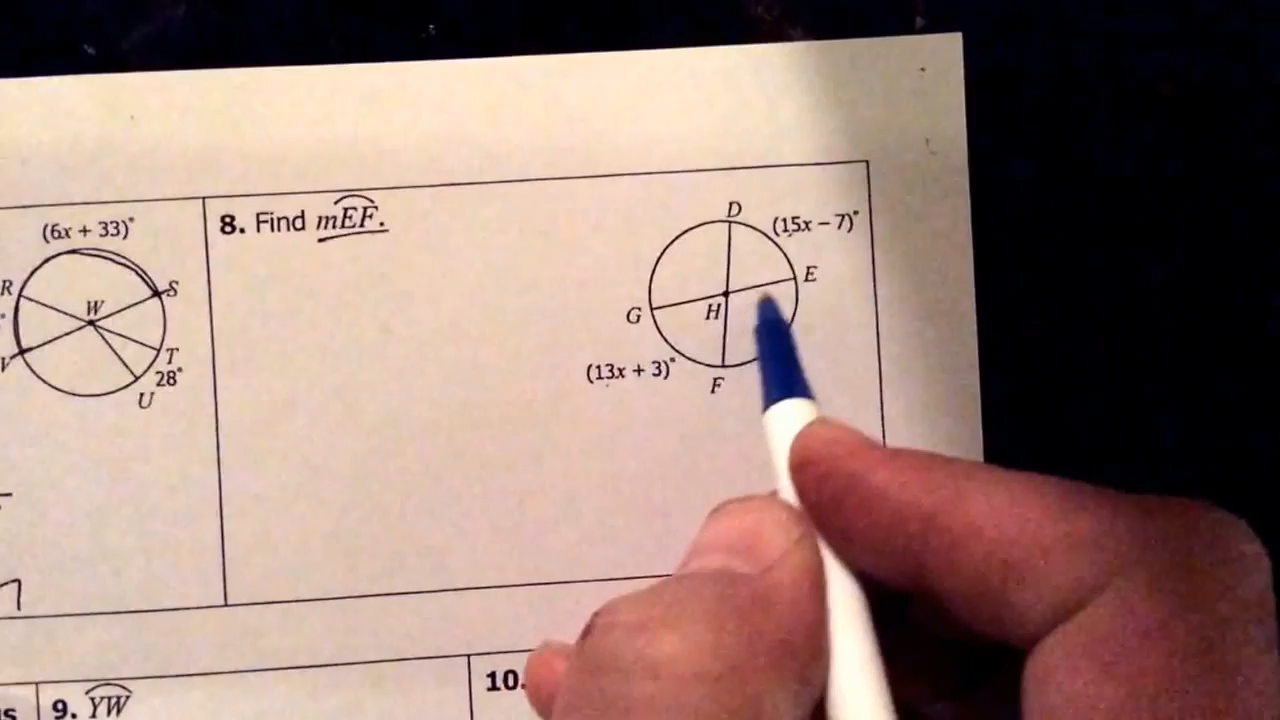 (6x + 33)°
R
S
W
V
T
28°
U
8. Find mEF.
D
(15x – 7)°
E
G
H
(13x + 3)°
F
9. YW
10.